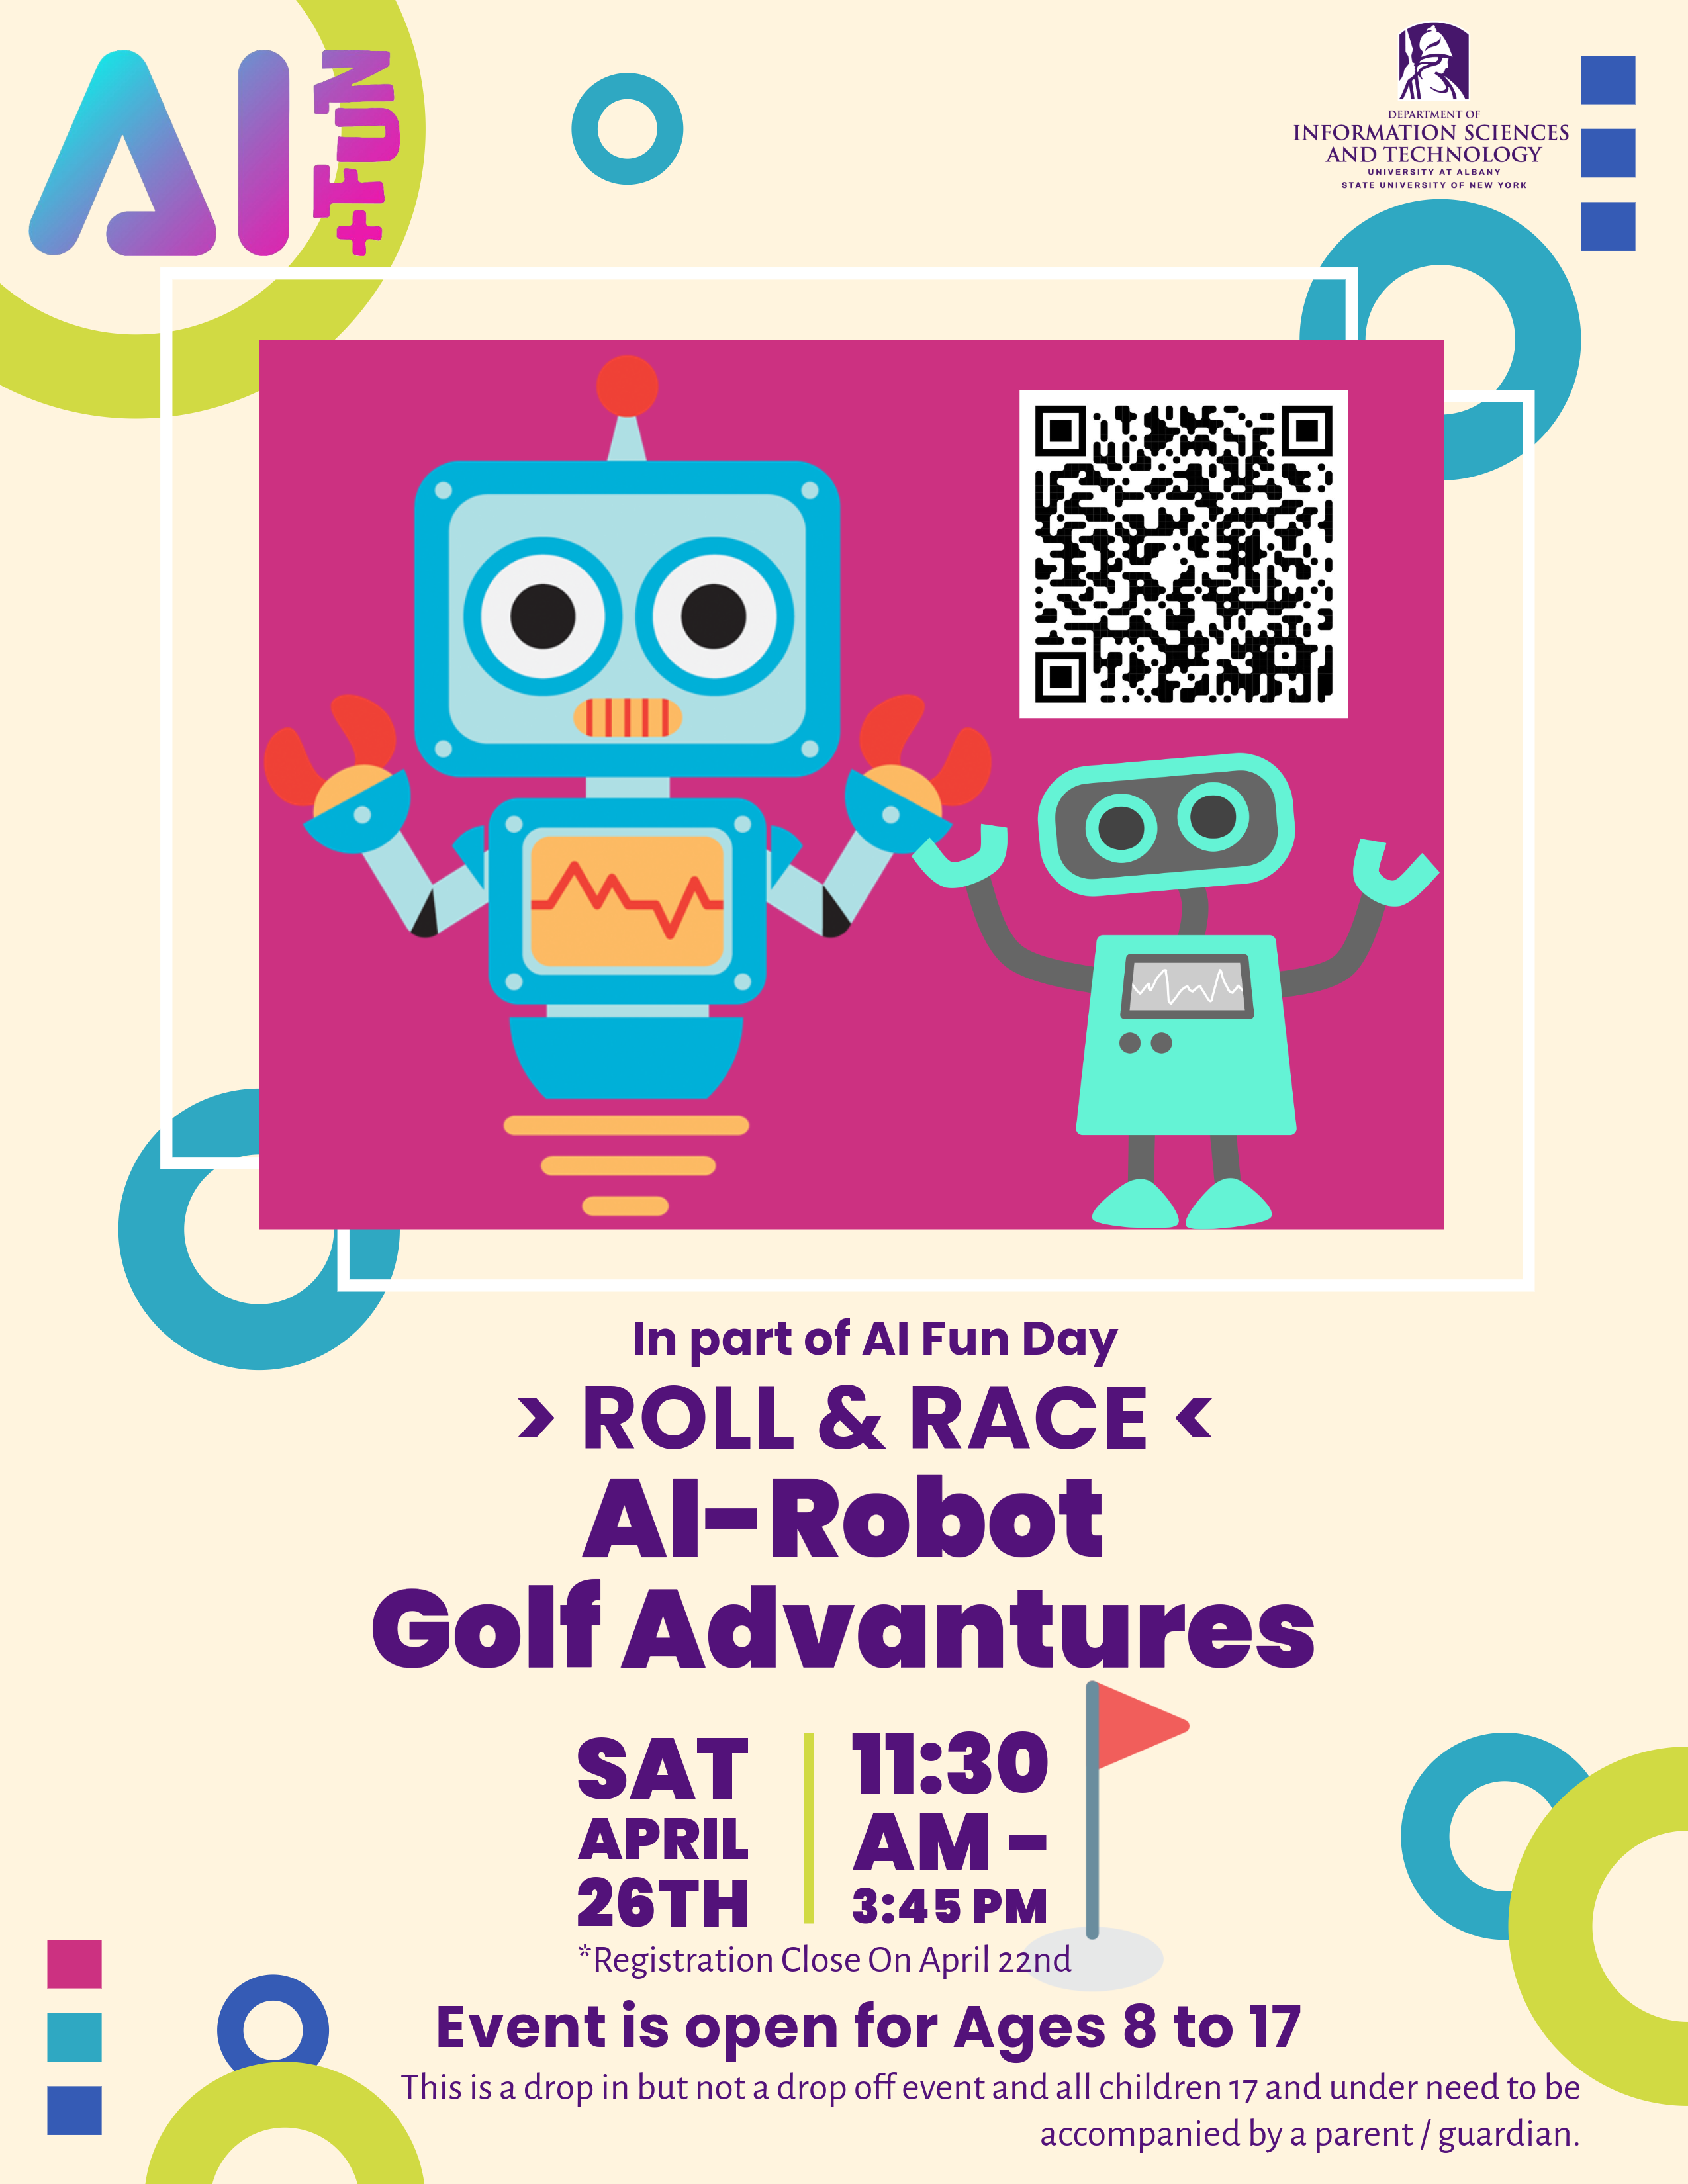 AI
+FUN
DEPARTMENT OF
INFORMATION SCIENCES
AND TECHNOLOGY
UNIVERSITY AT ALBANY
STATE UNIVERSITY OF NEW YORK
In part of AI Fun Day
> ROLL & RACE <
AI-Robot
Golf Advantures
SAT
APRIL
26TH
11:30
AM -
3:45 PM
*Registration Close On April 22nd
Event is open for Ages 8 to 17
This is a drop in but not a drop off event and all children 17 and under need to be
accompanied by a parent / guardian.